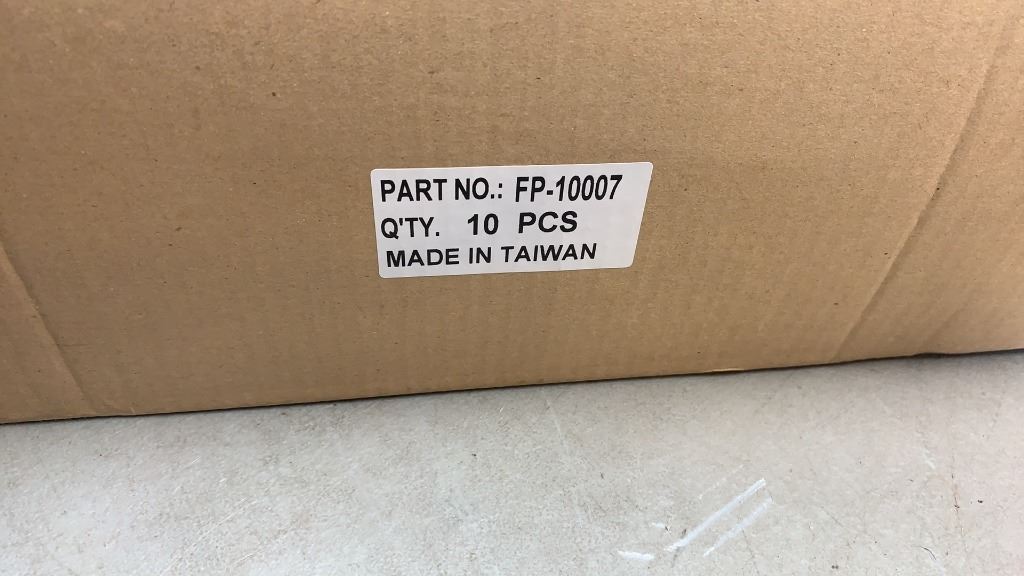 PART NO.: FP-10007
Q'TY. 10 PCS
MADE IN TAIWAN